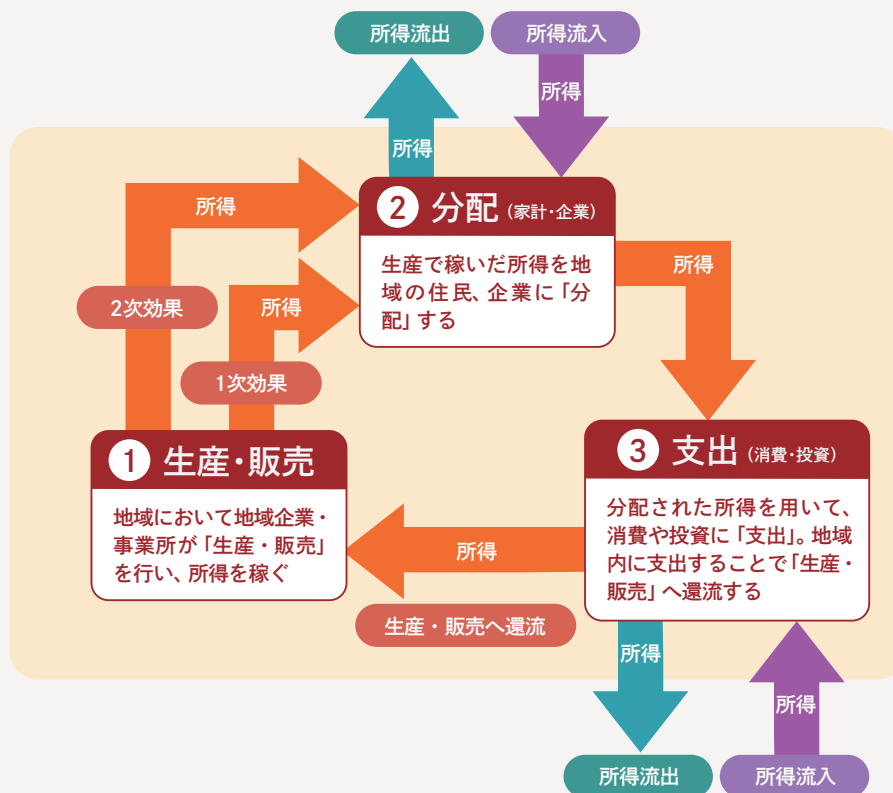 所得流出
所得流入
所得
所得
所得
2 分配 (家計・企業)
生産で稼いだ所得を地
域の住民、企業に「分
配」する
所得
2次効果
所得
1次効果
1 生産・販売
地域において地域企業・
事業所が「生産・販売」
を行い、所得を稼ぐ
3 支出 (消費・投資)
分配された所得を用いて、
消費や投資に「支出」。地域
内に支出することで「生産・
販売」へ還流する
所得
生産・販売へ還流
所得
所得
所得流出
所得流入